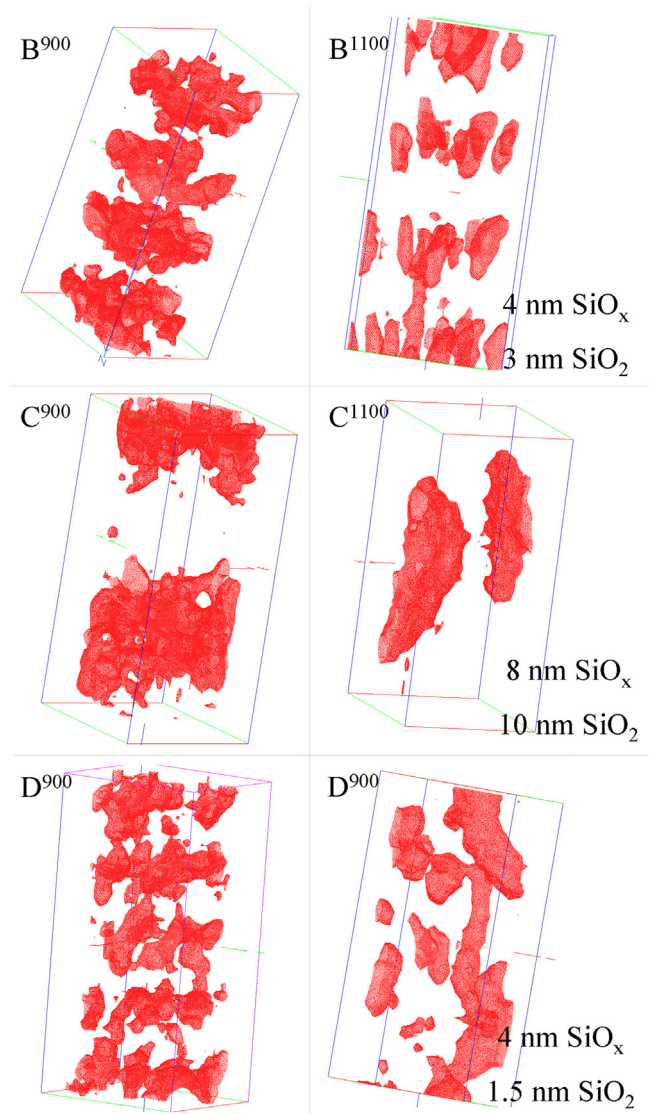 B⁹⁰⁰
B¹¹⁰⁰
4 nm SiOₓ
3 nm SiO₂
C⁹⁰⁰
C¹¹⁰⁰
8 nm SiOₓ
10 nm SiO₂
D⁹⁰⁰
D⁹⁰⁰
4 nm SiOₓ
1.5 nm SiO₂